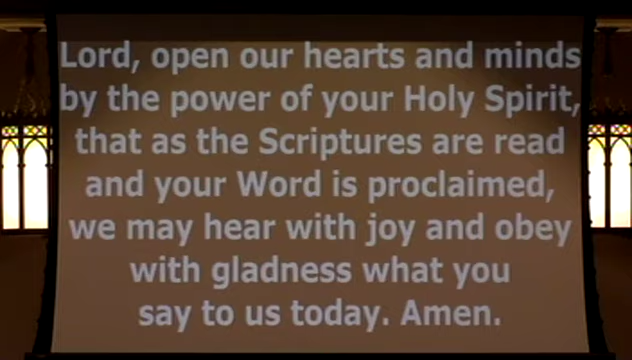 Lord, open our hearts and minds
by the power of your Holy Spirit,
that as the Scriptures are read
and your Word is proclaimed,
we may hear with joy and obey
with gladness what you
say to us today. Amen.